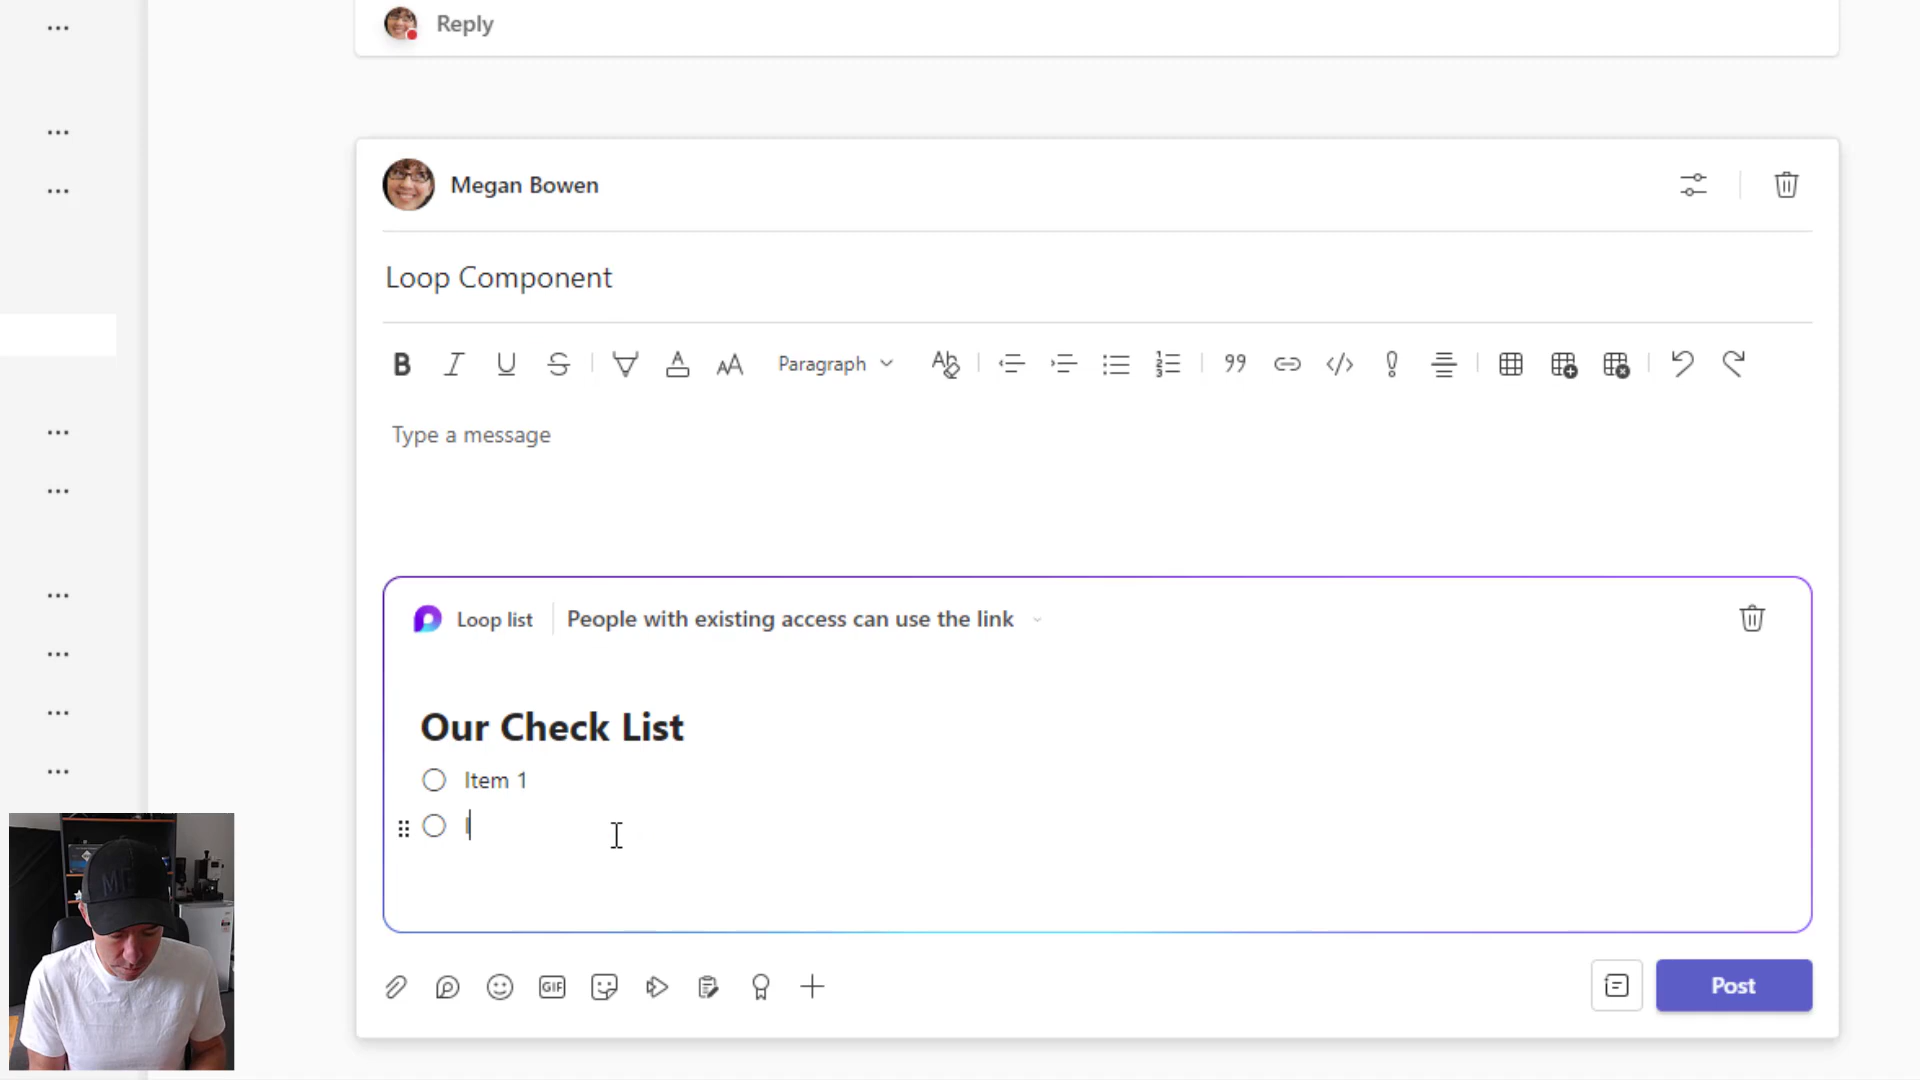 Reply
Megan Bowen
Loop Component
Paragraph
Type a message
Loop list
People with existing access can use the link
Our Check List
Item 1
I
GIF
Post